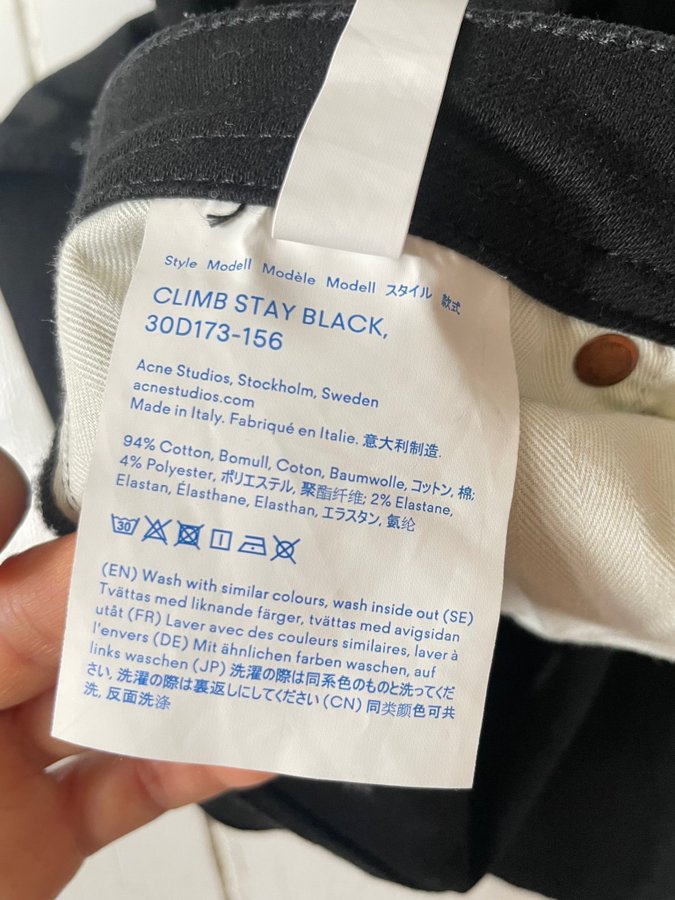 Style Modell Modèle Modell スタイル 款式
CLIMB STAY BLACK,
30D173-156
Acne Studios, Stockholm, Sweden
acnestudios.com
Made in Italy. Fabriqué en Italie. 意大利制造.
94% Cotton, Bomull, Coton, Baumwolle, コットン, 棉;
4% Polyester, ポリエステル, 聚酯纤维; 2% Elastane,
Elastan, Élasthane, Elasthan, エラスタン, 氨纶
30
(EN) Wash with similar colours, wash inside out (SE)
Tvättas med liknande färger, tvättas med avigsidan
utåt (FR) Laver avec des couleurs similaires, laver à
l'envers (DE) Mit ähnlichen farben waschen, auf
links waschen (JP) 洗濯の際は同系色のものと洗ってくだ
さい, 洗濯の際は裏返しにしてください (CN) 同类颜色可共
洗, 反面洗涤